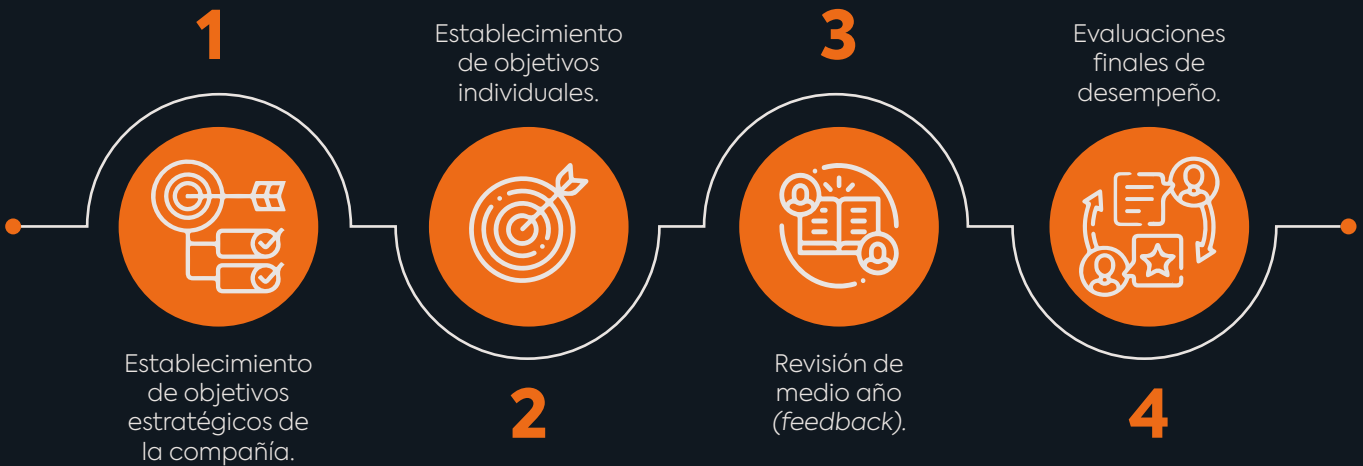 1
Establecimiento
de objetivos
estratégicos de
la compañía.
Establecimiento
de objetivos
individuales.
2
3
Revisión de
medio año
(feedback).
Evaluaciones
finales de
desempeño.
4